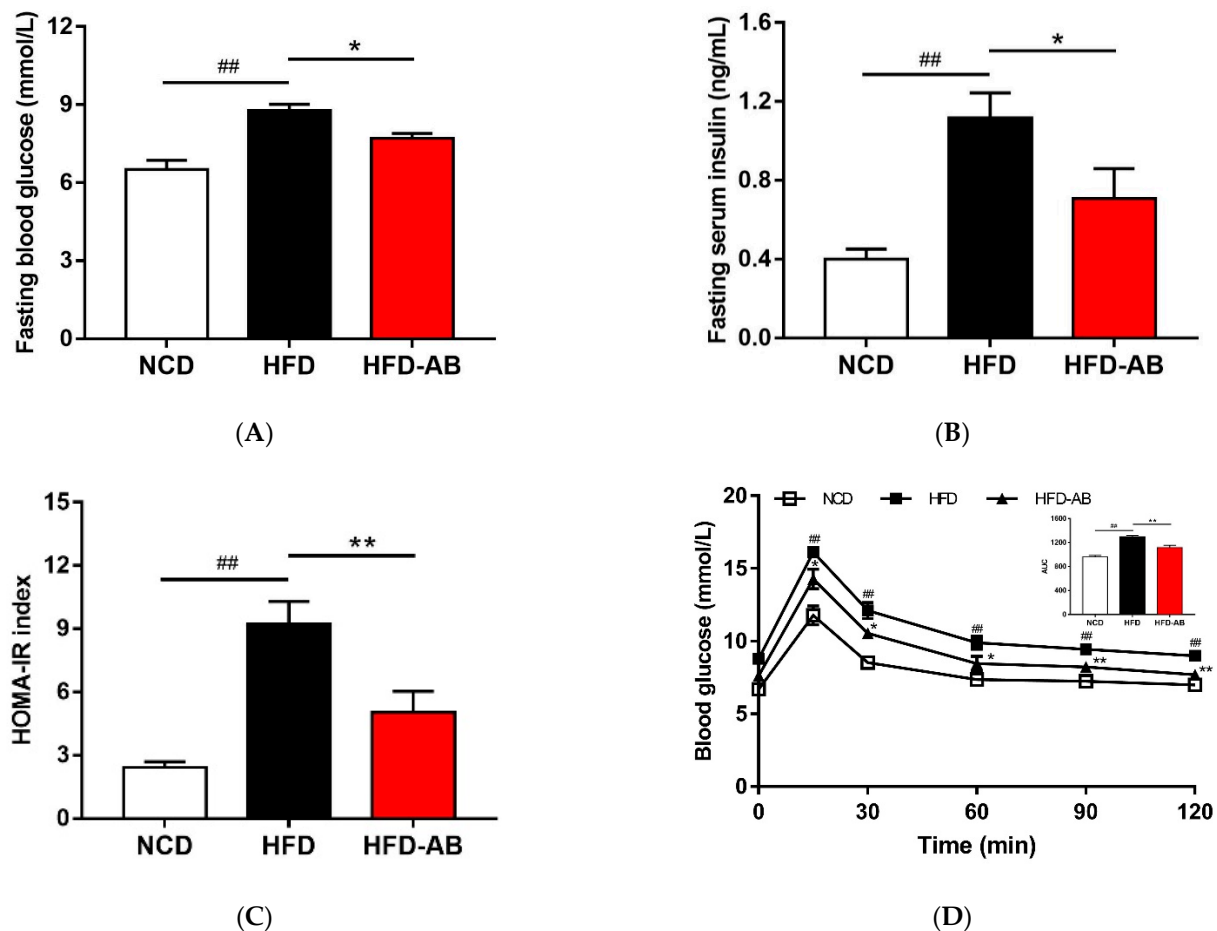 Fasting blood glucose (mmol/L)
12
9
6
3
0
##
*
NCD HFD HFD-AB
(A)
Fasting serum insulin (ng/mL)
1.6
1.2
0.8
0.4
0.0
##
*
NCD HFD HFD-AB
(B)
HOMA-IR index
15
12
9
6
3
0
##
**
NCD HFD HFD-AB
(C)
Blood glucose (mmol/L)
20
15
10
5
0
NCD HFD HFD-AB
##
*
##
*
##
*
##
**
##
**
AUC
1600
1200
800
400
0
##
**
NCD HFD HFD-AB
0 30 60 90 120
Time (min)
(D)